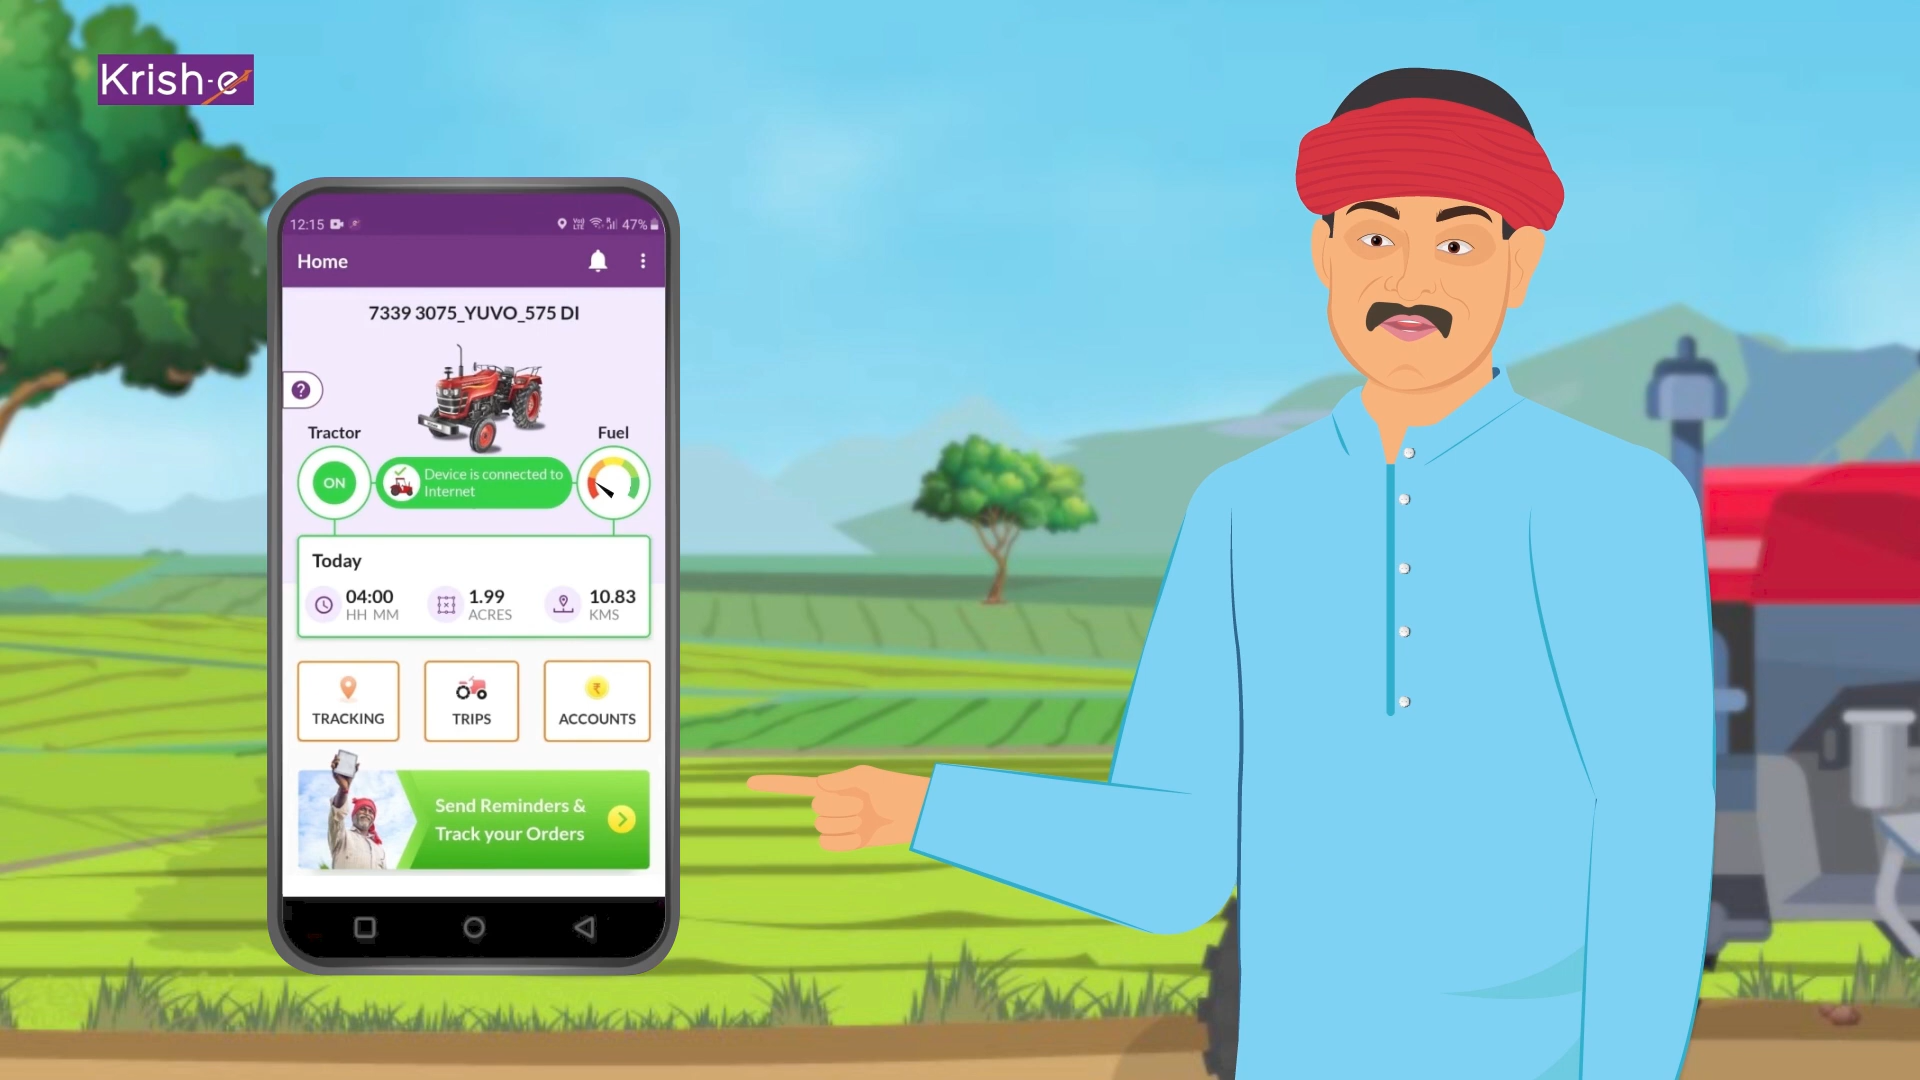 Krish-e
12:15
47%
Home
7339 3075_YUVO_575 DI
Tractor
Fuel
ON
Device is connected to
Internet
Today
04:00
HH MM
1.99
ACRES
10.83
KMS
TRACKING
TRIPS
₹
ACCOUNTS
Send Reminders &
Track your Orders